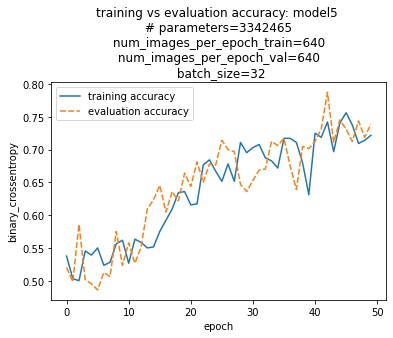 training vs evaluation accuracy: model5
# parameters=3342465
num_images_per_epoch_train=640
num_images_per_epoch_val=640
batch_size=32
training accuracy
evaluation accuracy
binary_crossentropy
0.80
0.75
0.70
0.65
0.60
0.55
0.50
0
10
20
30
40
50
epoch